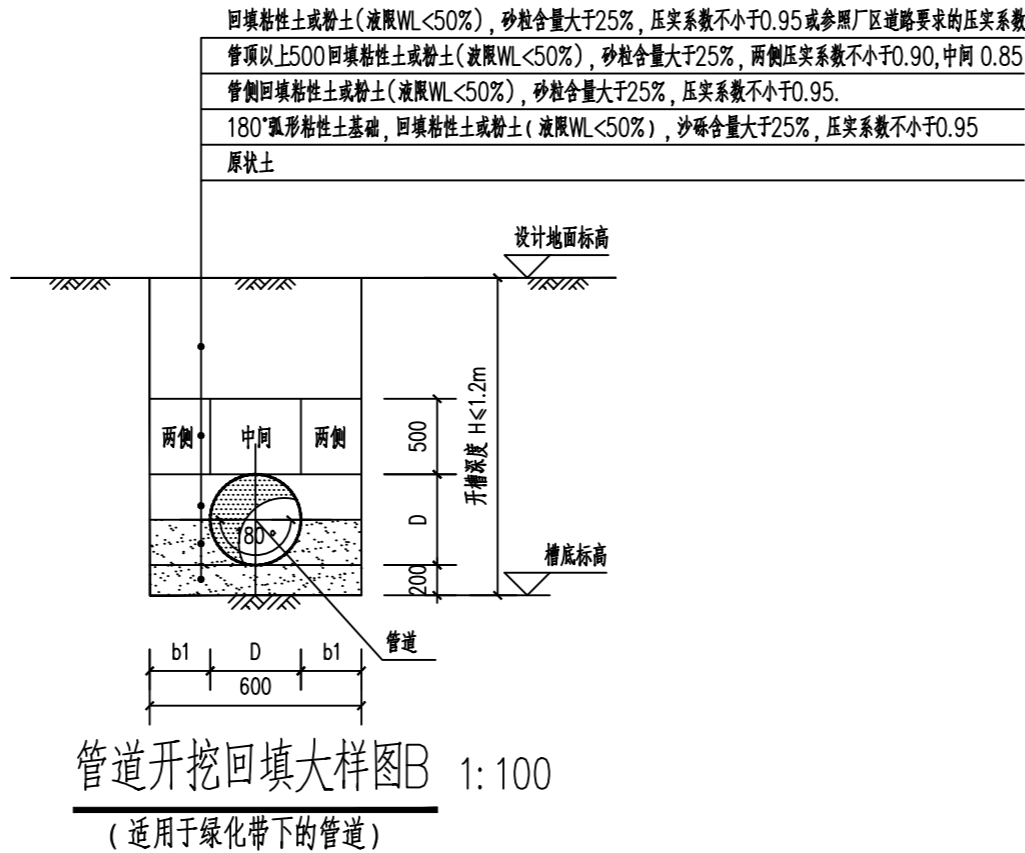 回填粘性土或粉土(液限WL<50%),砂粒含量大于25%,压实系数不小于0.95或参照厂区道路要求的压实系数
管顶以上500回填粘性土或粉土(波限WL<50%),砂粒含量大于25%,两侧压实系数不小于0.90,中间 0.85
管侧回填粘性土或粉土(液限WL<50%),砂粒含量大于25%,压实系数不小于0.95.
180°弧形粘性土基础,回填粘性土或粉土(液限WL<50%),沙砾含量大于25%,压实系数不小于0.95
原状土
设计地面标高
两侧 中间 两侧
500
开槽深度 H≤1.2m
D
180°
200
槽底标高
管道
b1 D b1
600
管道开挖回填大样图B 1:100
(适用于绿化带下的管道)